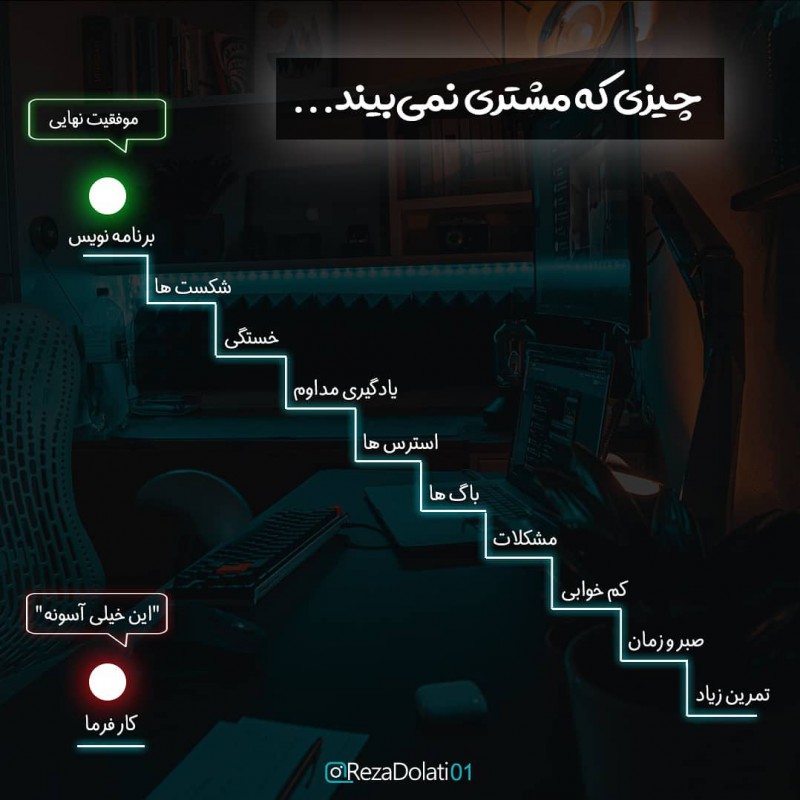 چیزی که مشتری نمی‌بیند...
موفقیت نهایی
برنامه نویس
شکست ها
خستگی
یادگیری مداوم
استرس ها
باگ ها
مشکلات
کم خوابی
صبر و زمان
تمرین زیاد
"این خیلی آسونه"
کار فرما
RezaDolati01